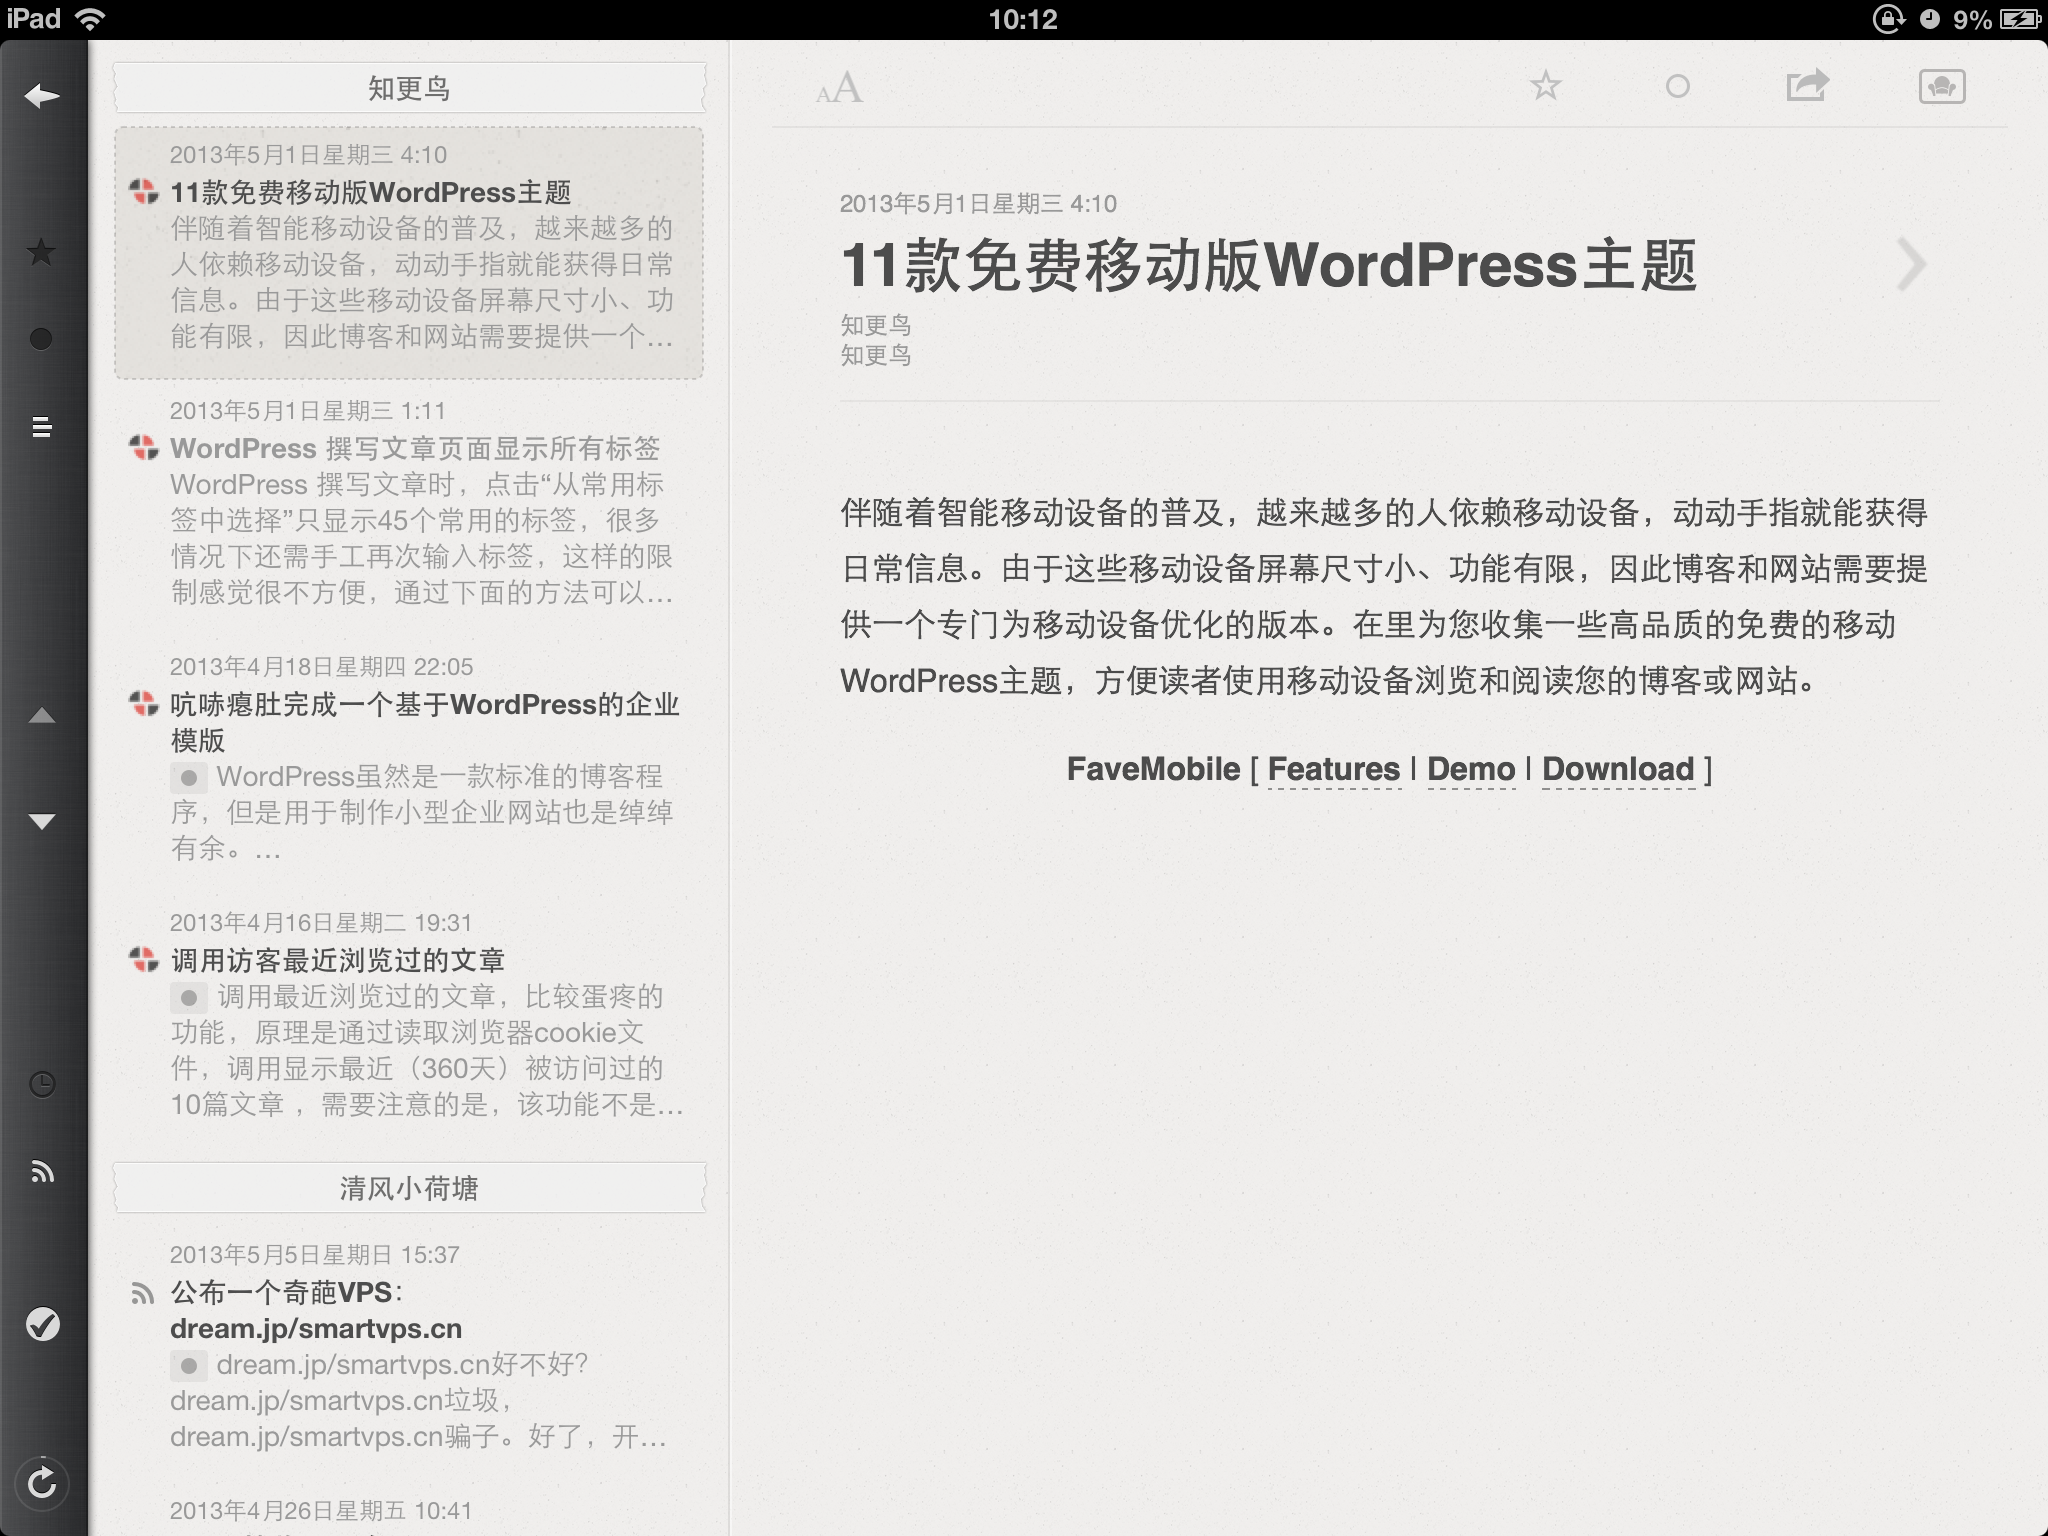 iPad
10:12
9%
知更鸟
2013年5月1日星期三 4:10
11款免费移动版WordPress主题
伴随着智能移动设备的普及，越来越多的
人依赖移动设备，动动手指就能获得日常
信息。由于这些移动设备屏幕尺寸小、功
能有限，因此博客和网站需要提供一个…
2013年5月1日星期三 1:11
WordPress 撰写文章页面显示所有标签
WordPress 撰写文章时，点击“从常用标
签中选择”只显示45个常用的标签，很多
情况下还需手工再次输入标签，这样的限
制感觉很不方便，通过下面的方法可以…
2013年4月18日星期四 22:05
吭哧瘪肚完成一个基于WordPress的企业
模版
WordPress虽然是一款标准的博客程
序，但是用于制作小型企业网站也是绰绰
有余。…
2013年4月16日星期二 19:31
调用访客最近浏览过的文章
调用最近浏览过的文章，比较蛋疼的
功能，原理是通过读取浏览器cookie文
件，调用显示最近（360天）被访问过的
10篇文章 ，需要注意的是，该功能不是…
清风小荷塘
2013年5月5日星期日 15:37
公布一个奇葩VPS：
dream.jp/smartvps.cn
dream.jp/smartvps.cn好不好？
dream.jp/smartvps.cn垃圾，
dream.jp/smartvps.cn骗子。好了，开…
2013年4月26日星期五 10:41
AA
2013年5月1日星期三 4:10
11款免费移动版WordPress主题
知更鸟
知更鸟
伴随着智能移动设备的普及，越来越多的人依赖移动设备，动动手指就能获得
日常信息。由于这些移动设备屏幕尺寸小、功能有限，因此博客和网站需要提
供一个专门为移动设备优化的版本。在里为您收集一些高品质的免费的移动
WordPress主题，方便读者使用移动设备浏览和阅读您的博客或网站。
FaveMobile [ Features | Demo | Download ]